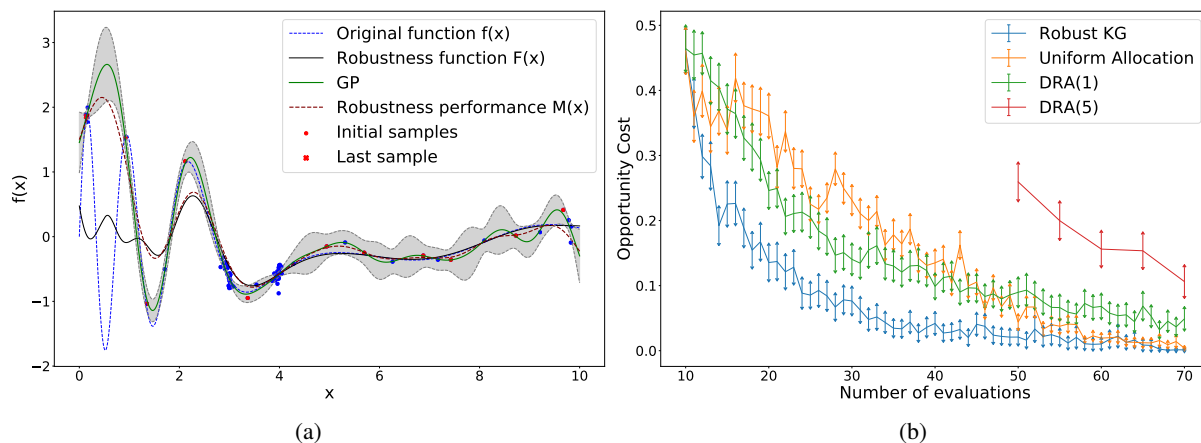 Original function f(x)
Robustness function F(x)
GP
Robustness performance M(x)
Initial samples
Last sample
3
2
1
0
−1
−2
f(x)
0
2
4
6
8
10
x
(a)
Robust KG
Uniform Allocation
DRA(1)
DRA(5)
0.5
0.4
0.3
0.2
0.1
0.0
Opportunity Cost
10
20
30
40
50
60
70
Number of evaluations
(b)